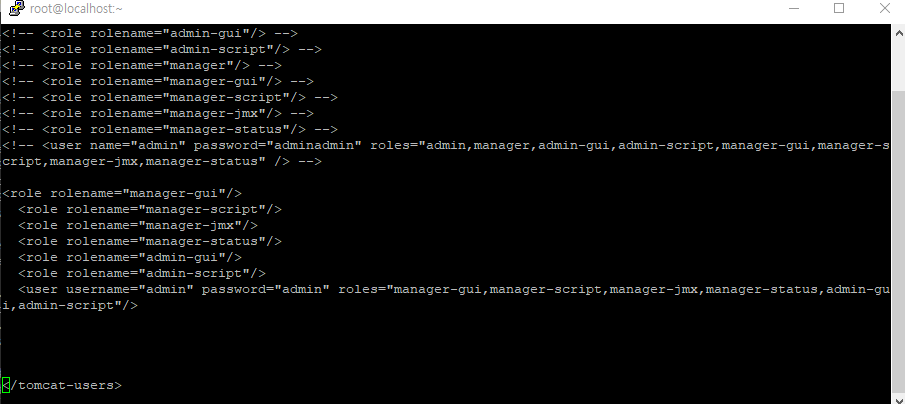 root@localhost:~
<!-- <role rolename="admin-gui"/> -->
<!-- <role rolename="admin-script"/> -->
<!-- <role rolename="manager"/> -->
<!-- <role rolename="manager-gui"/> -->
<!-- <role rolename="manager-script"/> -->
<!-- <role rolename="manager-jmx"/> -->
<!-- <role rolename="manager-status"/> -->
<!-- <user name="admin" password="adminadmin" roles="admin,manager,admin-gui,admin-script,manager-gui,manager-s
cript,manager-jmx,manager-status" /> -->
<role rolename="manager-gui"/>
  <role rolename="manager-script"/>
  <role rolename="manager-jmx"/>
  <role rolename="manager-status"/>
  <role rolename="admin-gui"/>
  <role rolename="admin-script"/>
  <user username="admin" password="admin" roles="manager-gui,manager-script,manager-jmx,manager-status,admin-gu
i,admin-script"/>
</tomcat-users>